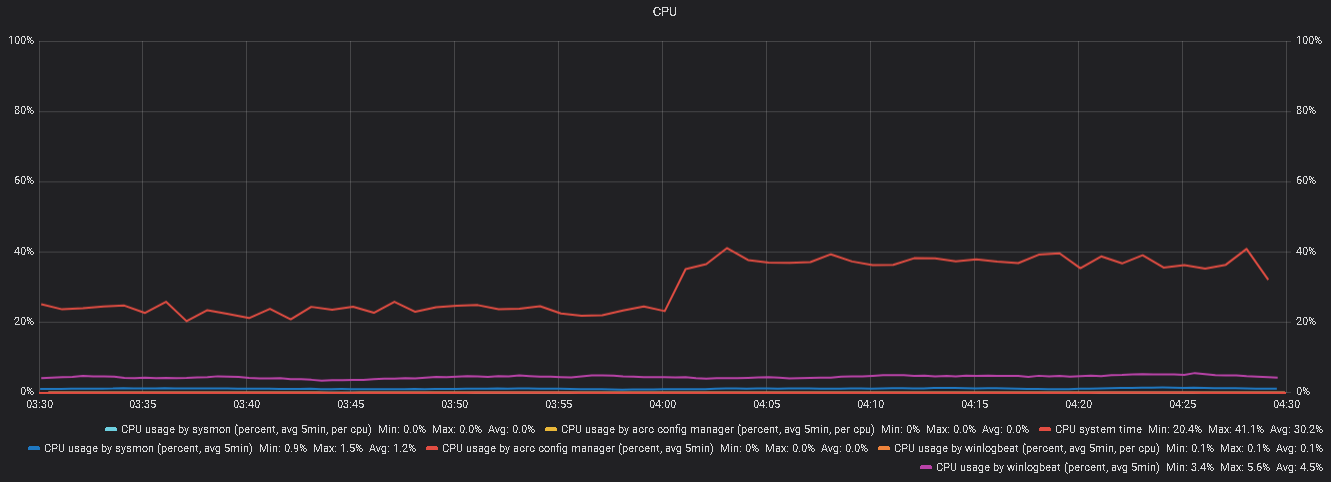 CPU
100% 100%
80% 80%
60% 60%
40% 40%
20% 20%
0% 0%
03:30 03:35 03:40 03:45 03:50 03:55 04:00 04:05 04:10 04:15 04:20 04:25 04:30
CPU usage by sysmon (percent, avg 5min, per cpu) Min: 0.0% Max: 0.0% Avg: 0.0% CPU usage by acrc config manager (percent, avg 5min, per cpu) Min: 0% Max: 0.0% Avg: 0.0% CPU system time Min: 20.4% Max: 41.1% Avg: 30.2%
CPU usage by sysmon (percent, avg 5min) Min: 0.9% Max: 1.5% Avg: 1.2% CPU usage by acrc config manager (percent, avg 5min) Min: 0% Max: 0.0% Avg: 0.0% CPU usage by winlogbeat (percent, avg 5min, per cpu) Min: 0.1% Max: 0.1% Avg: 0.1%
CPU usage by winlogbeat (percent, avg 5min) Min: 3.4% Max: 5.6% Avg: 4.5%